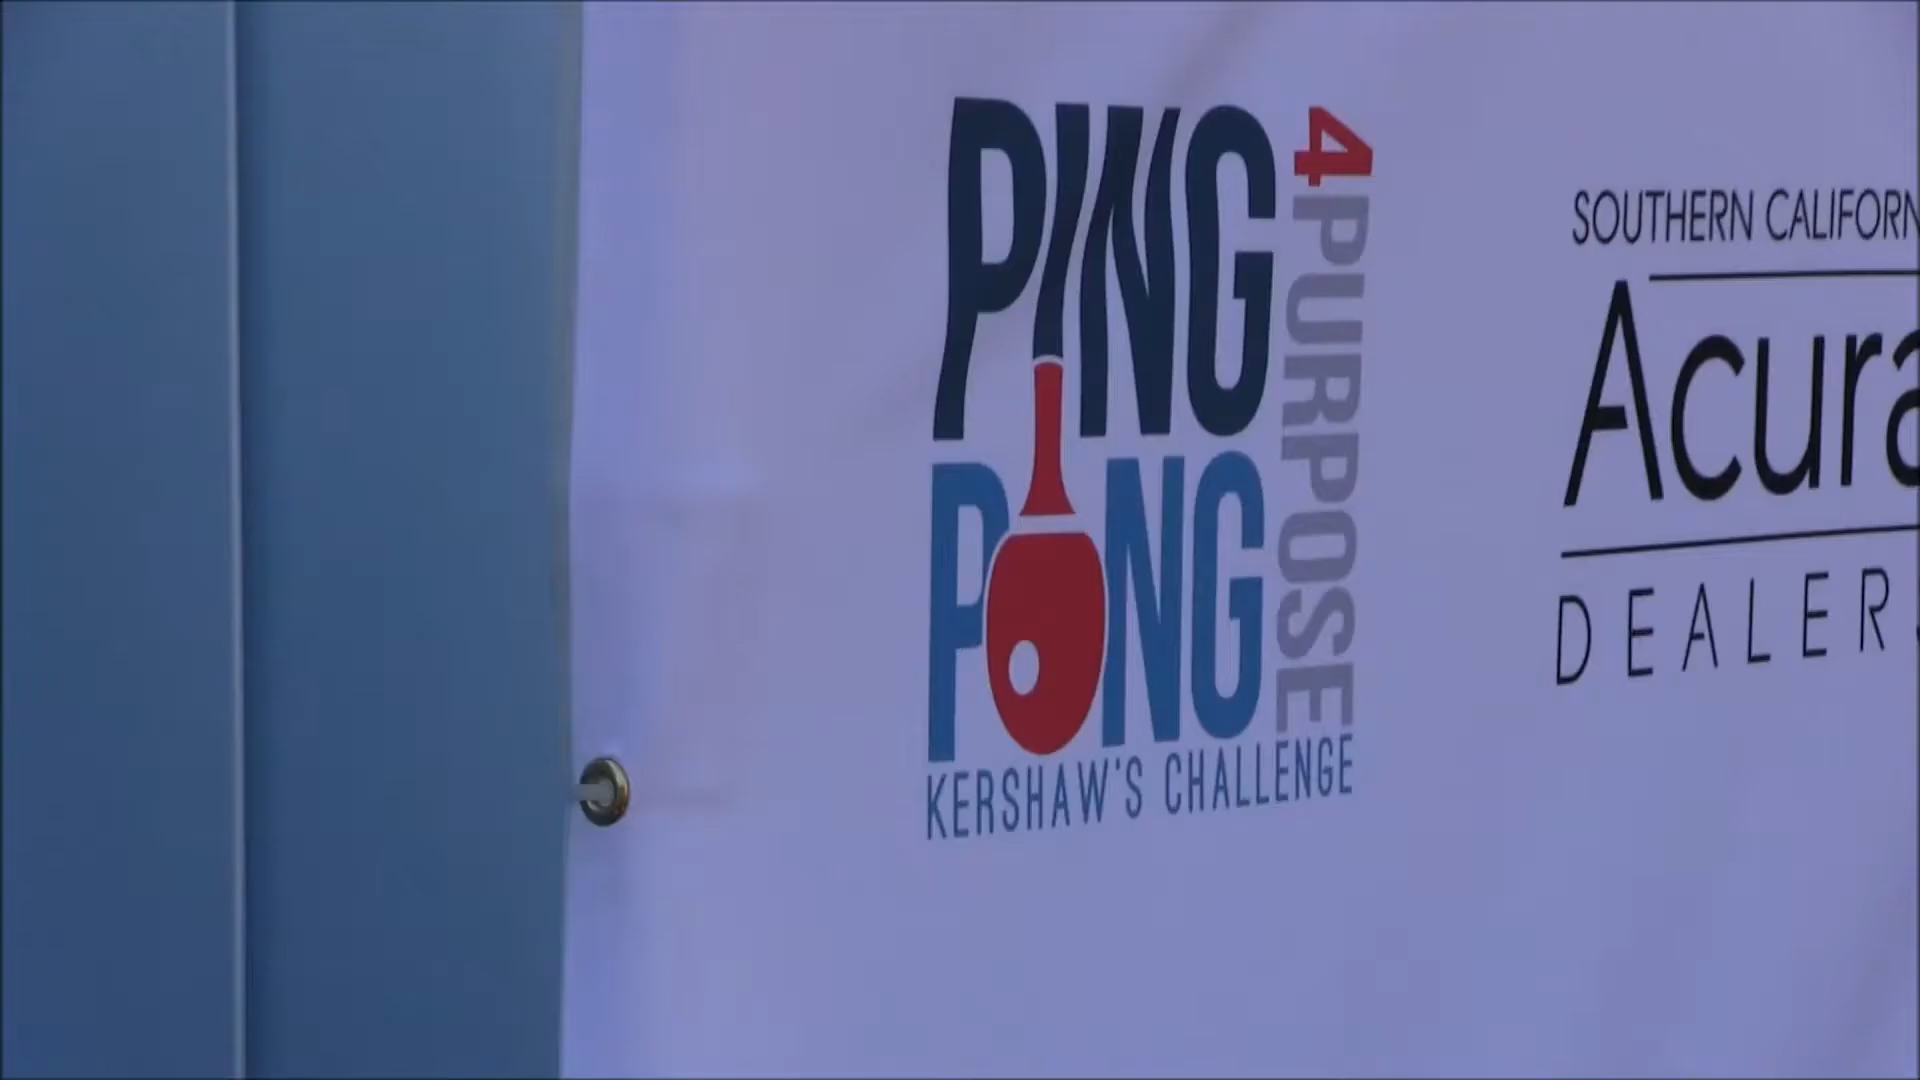 PING
PONG
4PURPOSE
KERSHAW'S CHALLENGE
SOUTHERN CALIFORN
Acura
DEALER